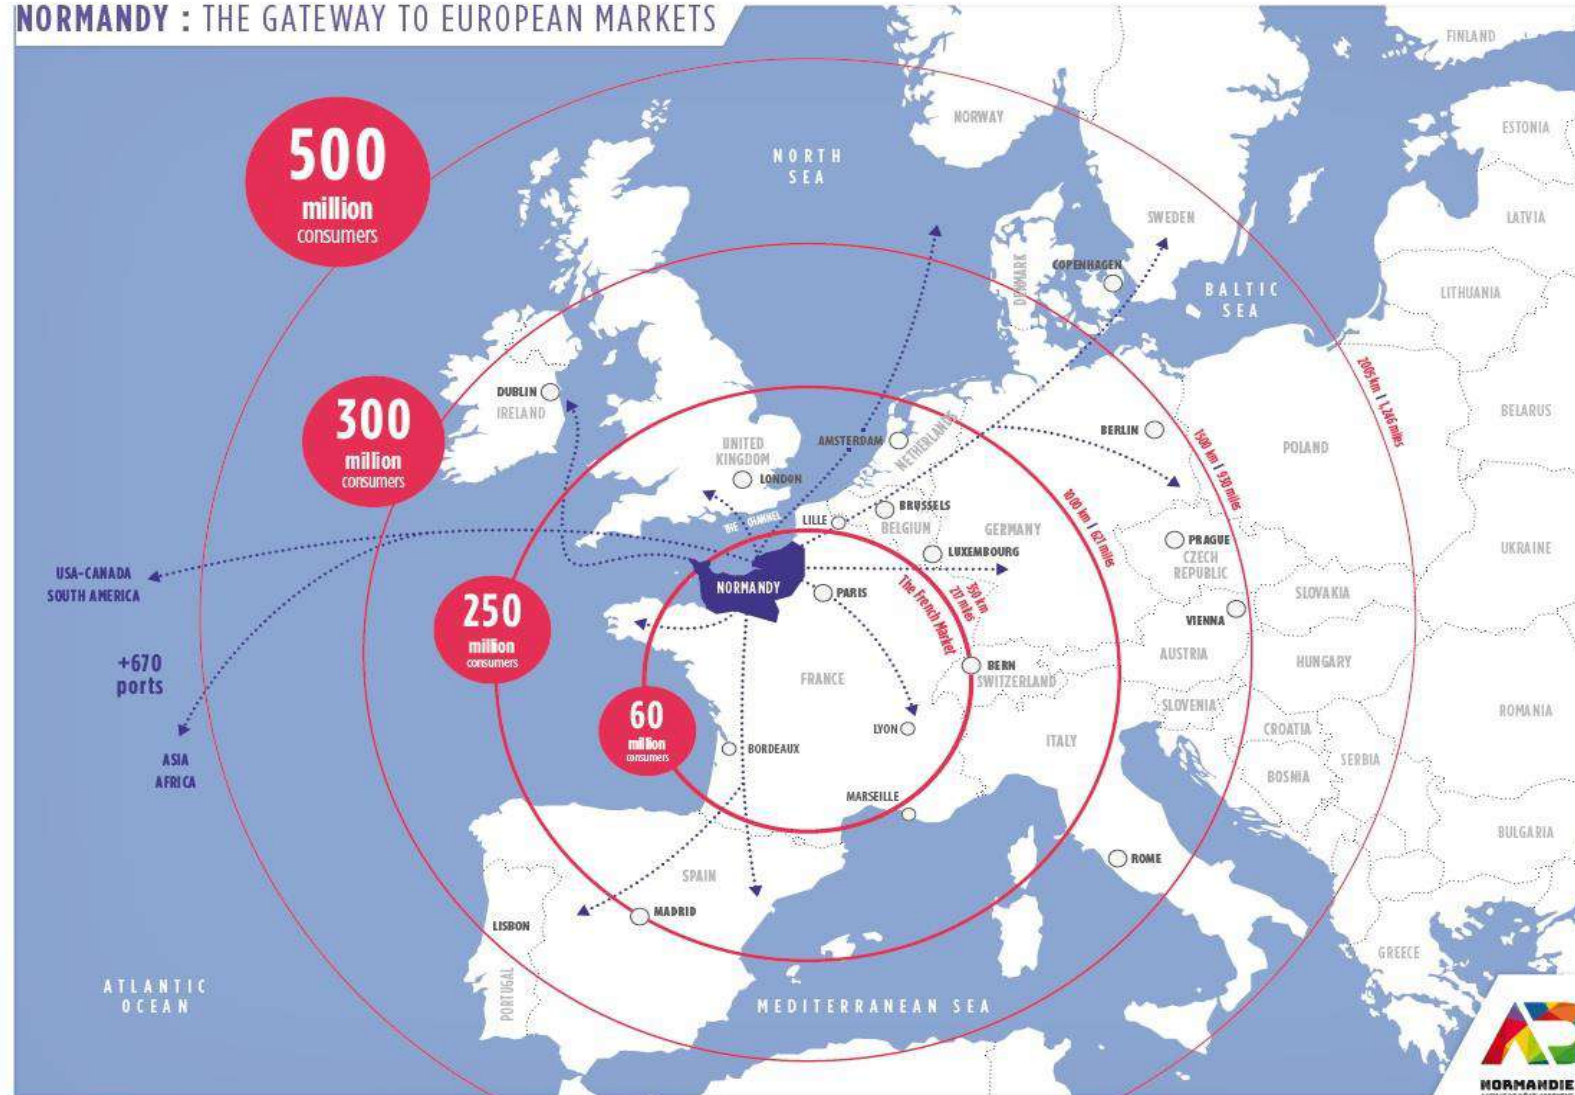 NORMANDY : THE GATEWAY TO EUROPEAN MARKETS
FINLAND
NORWAY
ESTONIA
500
million
consumers
NORTH
SEA
SWEDEN
LATVIA
DENMARK
COPENHAGEN
BALTIC
SEA
LITHUANIA
2005 km | 1,246 miles
DUBLIN
IRELAND
300
million
consumers
UNITED
KINGDOM
LONDON
AMSTERDAM
NETHERLANDS
BERLIN
POLAND
BELARUS
1500 km | 930 miles
1000 km | 621 miles
THE CHANNEL
LILLE
BRUSSELS
BELGIUM
GERMANY
LUXEMBOURG
PRAGUE
CZECH
REPUBLIC
UKRAINE
USA-CANADA
SOUTH AMERICA
NORMANDY
PARIS
350 km
217 miles
The French Market
SLOVAKIA
VIENNA
250
million
consumers
+670
ports
FRANCE
BERN
SWITZERLAND
AUSTRIA
HUNGARY
60
million
consumers
LYON
SLOVENIA
ROMANIA
CROATIA
ITALY
BORDEAUX
SERBIA
BOSNIA
ASIA
AFRICA
MARSEILLE
BULGARIA
ROME
SPAIN
MADRID
LISBON
GREECE
PORTUGAL
ATLANTIC
OCEAN
MEDITERRANEAN SEA
AD
NORMANDIE